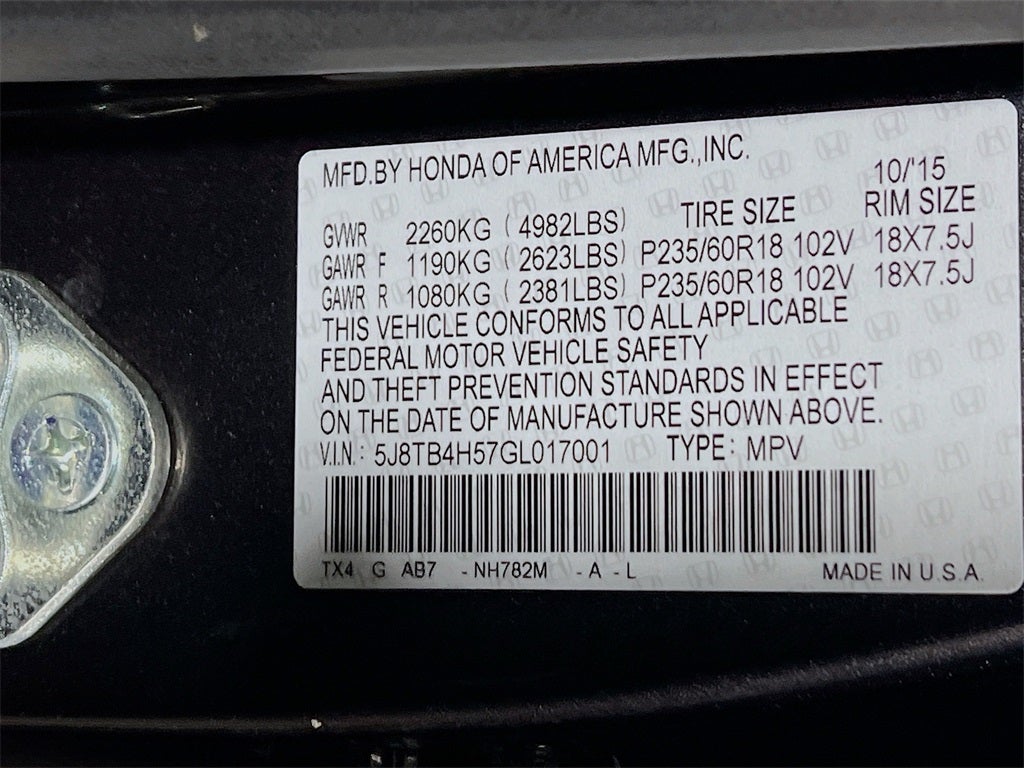 MFD.BY HONDA OF AMERICA MFG.,INC. 10/'15
TIRE SIZE RIM SIZE
GVWR 2260KG ( 4982LBS)
GAWR F 1190KG ( 2623LBS) P235/60R18 102V 18X7.5J
GAWR R 1080KG ( 2381LBS) P235/60R18 102V 18X7.5J
THIS VEHICLE CONFORMS TO ALL APPLICABLE
FEDERAL MOTOR VEHICLE SAFETY
AND THEFT PREVENTION STANDARDS IN EFFECT
ON THE DATE OF MANUFACTURE SHOWN ABOVE.
V.I.N.: 5J8TB4H57GL017001 TYPE: MPV
TX4 G AB7 -NH782M -A -L MADE IN U.S.A.